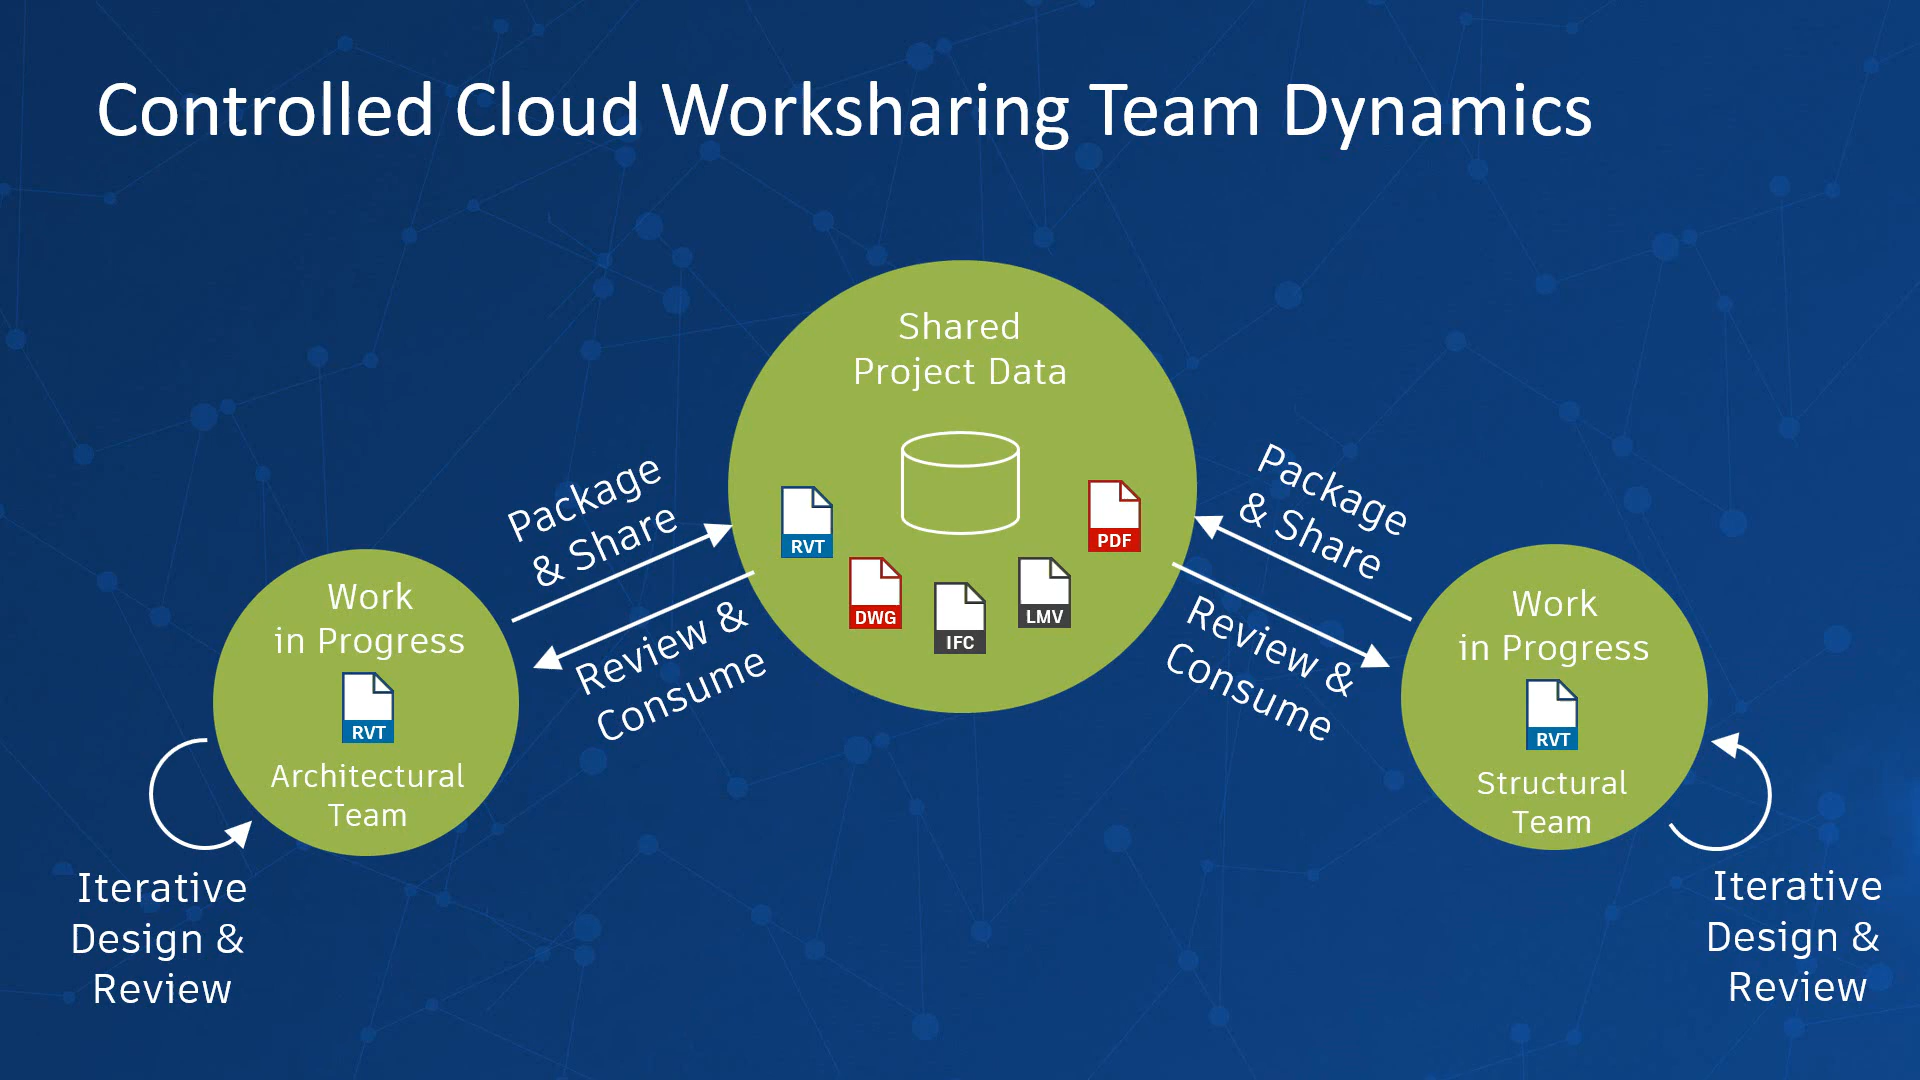 Controlled Cloud Worksharing Team Dynamics
Shared
Project Data
RVT
DWG
IFC
LMV
PDF
Package
& Share
Review &
Consume
Package
& Share
Review &
Consume
Work
in Progress
RVT
Architectural
Team
Iterative
Design &
Review
Work
in Progress
RVT
Structural
Team
Iterative
Design &
Review